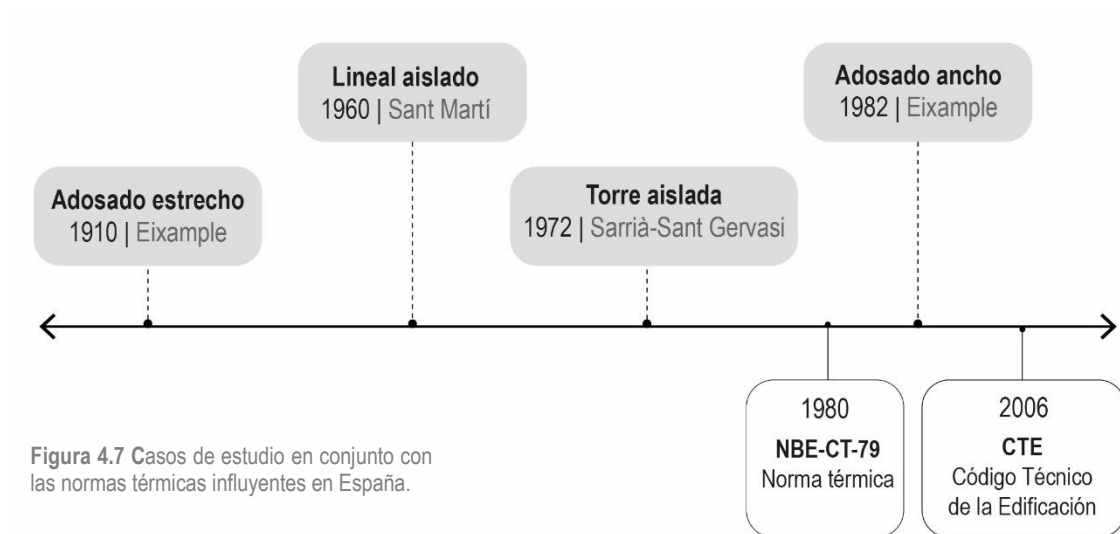 Lineal aislado
1960 | Sant Martí
Adosado ancho
1982 | Eixample
Adosado estrecho
1910 | Eixample
Torre aislada
1972 | Sarrià-Sant Gervasi
1980
NBE-CT-79
Norma térmica
2006
CTE
Código Técnico
de la Edificación
Figura 4.7 Casos de estudio en conjunto con
las normas térmicas influyentes en España.